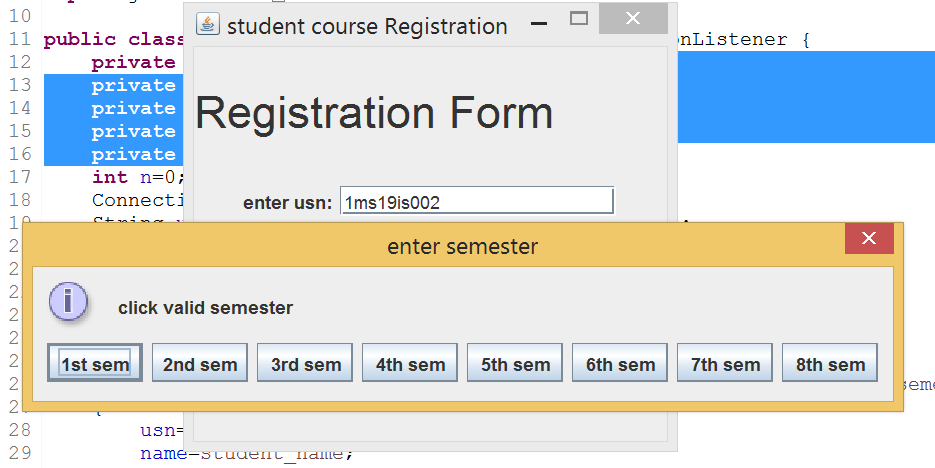 10
11 public class
onListener {
12 private
13 private
14 private
15 private
16 private
17 int n=0;
18 Connecti
student course Registration
Registration Form
enter usn: 1ms19is002
enter semester
click valid semester
1st sem 2nd sem 3rd sem 4th sem 5th sem 6th sem 7th sem 8th sem
28 usn=
29 name=Student_name;